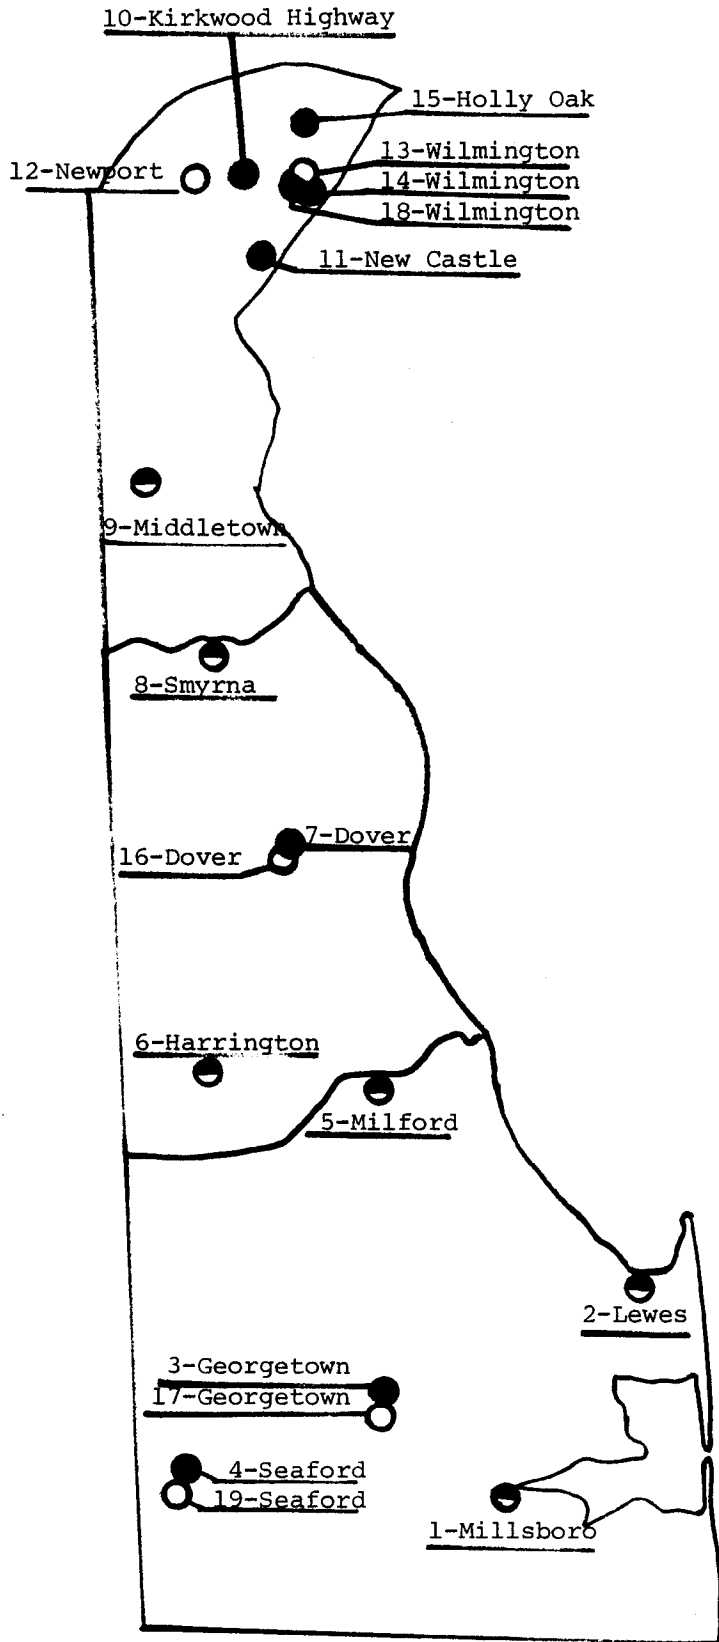 10-Kirkwood Highway
15-Holly Oak
13-Wilmington
12-Newport
14-Wilmington
18-Wilmington
11-New Castle
9-Middletown
8-Smyrna
7-Dover
16-Dover
6-Harrington
5-Milford
2-Lewes
3-Georgetown
17-Georgetown
4-Seaford
19-Seaford
1-Millsboro